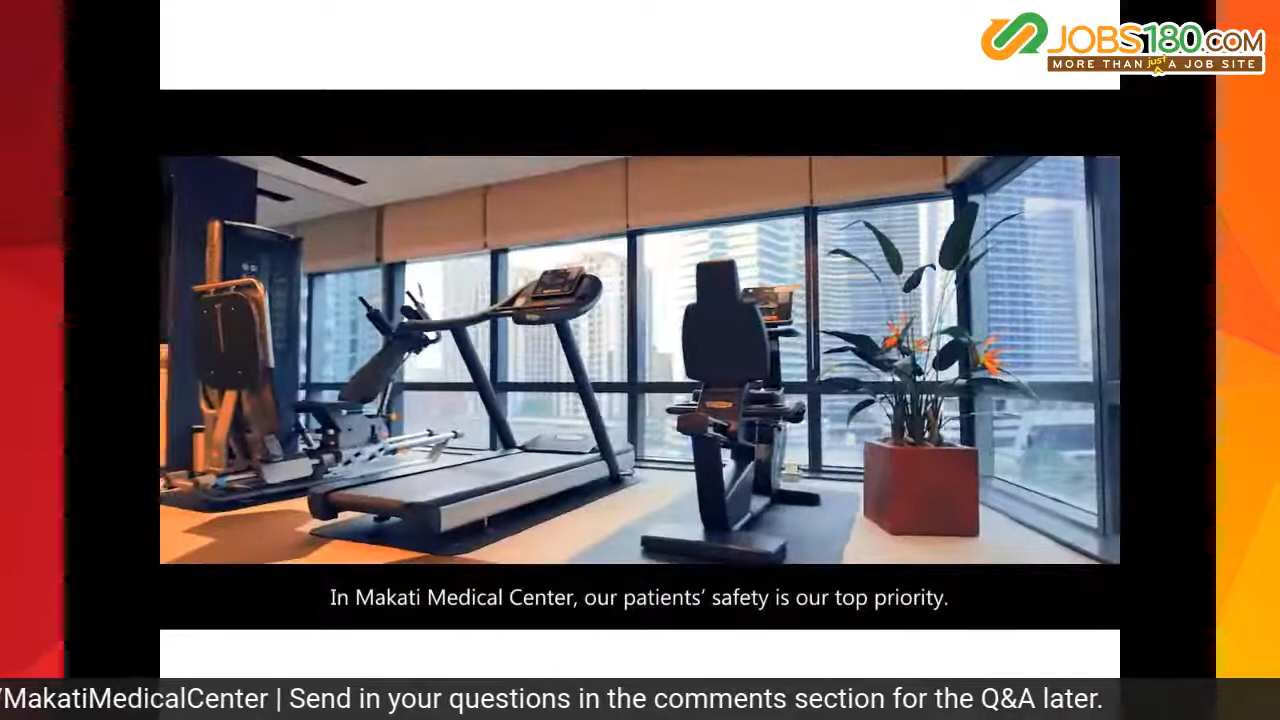 JOBS180.COM
MORE THAN just A JOB SITE
In Makati Medical Center, our patients' safety is our top priority.
/MakatiMedicalCenter | Send in your questions in the comments section for the Q&A later.